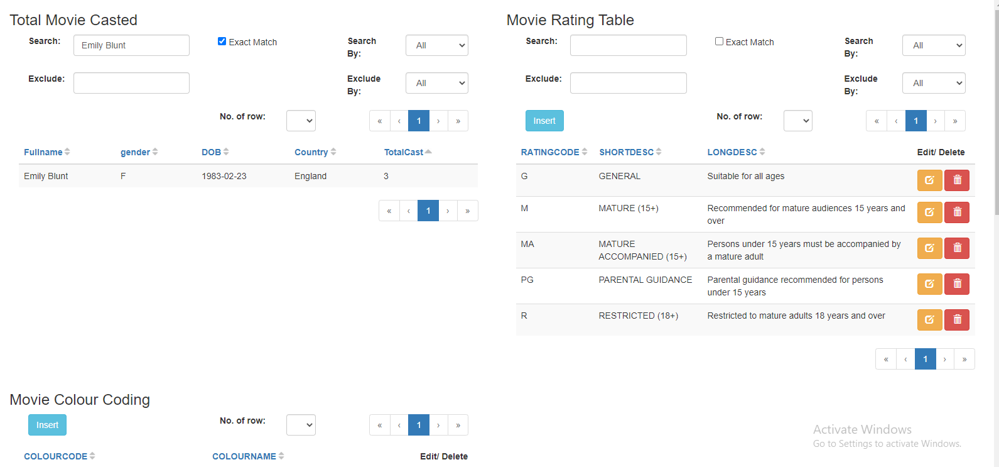 Total Movie Casted
Search: Emily Blunt Exact Match Search By: All
Exclude: Exclude By: All
No. of row: « ‹ 1 › »
Fullname gender DOB Country TotalCast
Emily Blunt F 1983-02-23 England 3
« ‹ 1 › »
Movie Rating Table
Search: Exact Match Search By: All
Exclude: Exclude By: All
Insert No. of row: « ‹ 1 › »
RATINGCODE SHORTDESC LONGDESC Edit/ Delete
G GENERAL Suitable for all ages
M MATURE (15+) Recommended for mature audiences 15 years and
over
MA MATURE Persons under 15 years must be accompanied by
ACCOMPANIED (15+) a mature adult
PG PARENTAL GUIDANCE Parental guidance recommended for persons
under 15 years
R RESTRICTED (18+) Restricted to mature adults 18 years and over
« ‹ 1 › »
Movie Colour Coding
Insert No. of row: « ‹ 1 › »
COLOURCODE COLOURNAME Edit/ Delete
Activate Windows
Go to Settings to activate Windows.